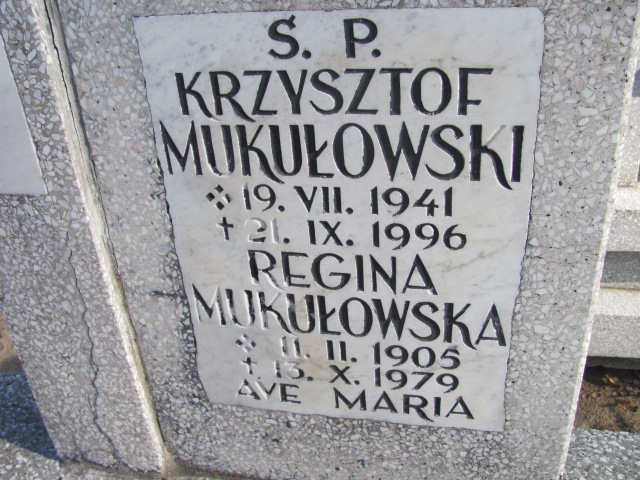 Ś. P.
KRZYSZTOF
MUKUŁOWSKI
19. VII. 1941
✝ 21. IX. 1996
REGINA
MUKUŁOWSKA
11. II. 1905
✝ 13. X. 1979
AVE MARIA